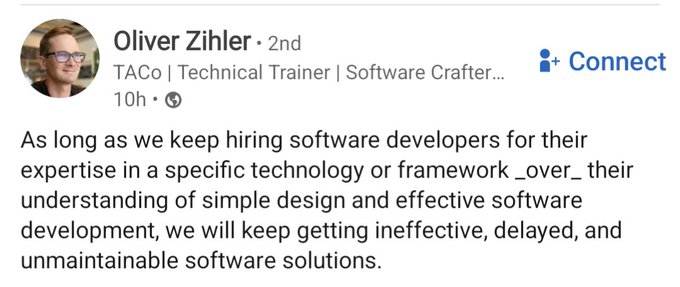 Oliver Zihler • 2nd
TACo | Technical Trainer | Software Crafter...
10h •
Connect
As long as we keep hiring software developers for their
expertise in a specific technology or framework _over_ their
understanding of simple design and effective software
development, we will keep getting ineffective, delayed, and
unmaintainable software solutions.